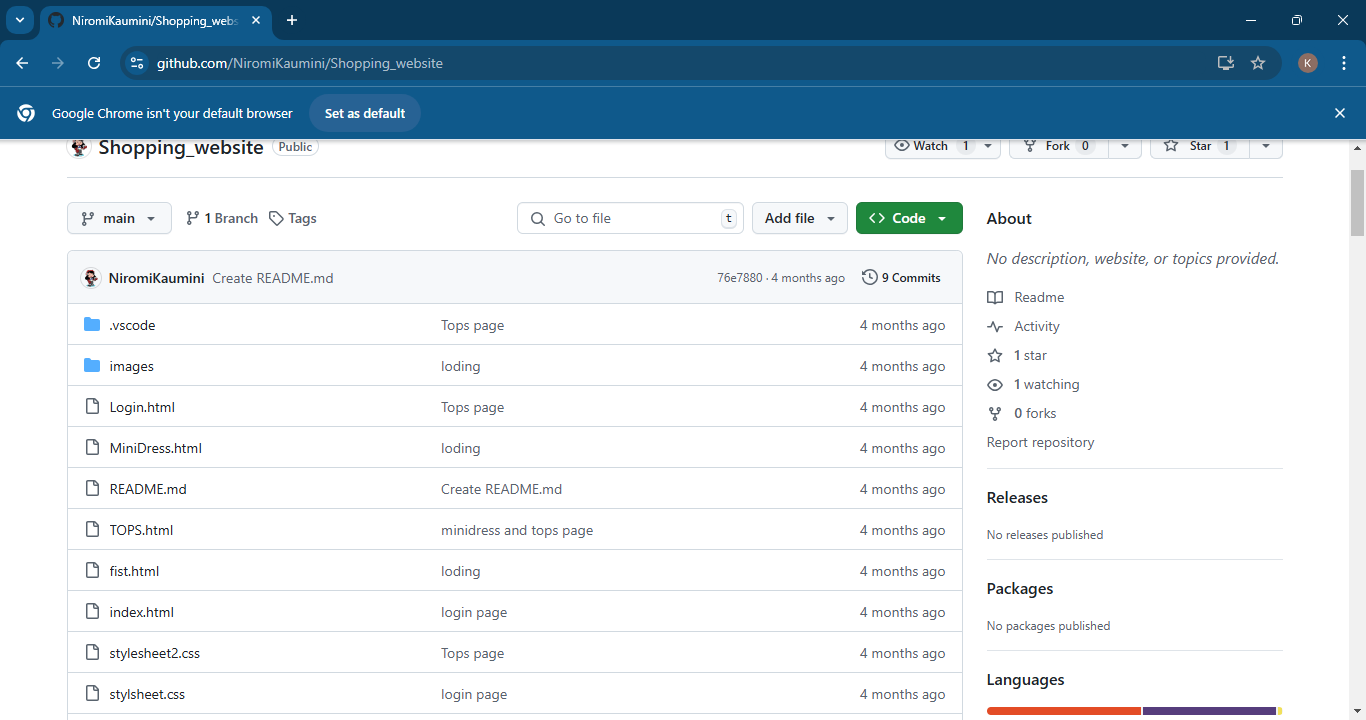 NiromiKaumini/Shopping_webs
github.com/NiromiKaumini/Shopping_website
K
Google Chrome isn't your default browser Set as default
Shopping_website Public
Watch 1 Fork 0 Star 1
main 1 Branch Tags Go to file t Add file Code
NiromiKaumini Create README.md 76e7880 · 4 months ago 9 Commits
.vscode Tops page 4 months ago
images loding 4 months ago
Login.html Tops page 4 months ago
MiniDress.html loding 4 months ago
README.md Create README.md 4 months ago
TOPS.html minidress and tops page 4 months ago
fist.html loding 4 months ago
index.html login page 4 months ago
stylesheet2.css Tops page 4 months ago
stylsheet.css login page 4 months ago
About
No description, website, or topics provided.
Readme
Activity
1 star
1 watching
0 forks
Report repository
Releases
No releases published
Packages
No packages published
Languages